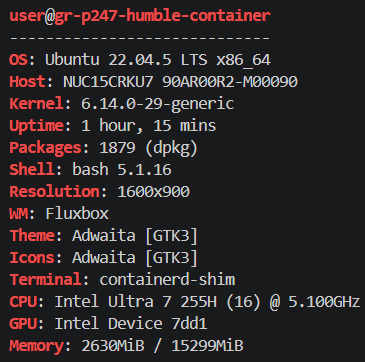 user@gr-p247-humble-container
-----------------------------
OS: Ubuntu 22.04.5 LTS x86_64
Host: NUC15CRKU7 90AR00R2-M00090
Kernel: 6.14.0-29-generic
Uptime: 1 hour, 15 mins
Packages: 1879 (dpkg)
Shell: bash 5.1.16
Resolution: 1600x900
WM: Fluxbox
Theme: Adwaita [GTK3]
Icons: Adwaita [GTK3]
Terminal: containerd-shim
CPU: Intel Ultra 7 255H (16) @ 5.100GHz
GPU: Intel Device 7dd1
Memory: 2630MiB / 15299MiB